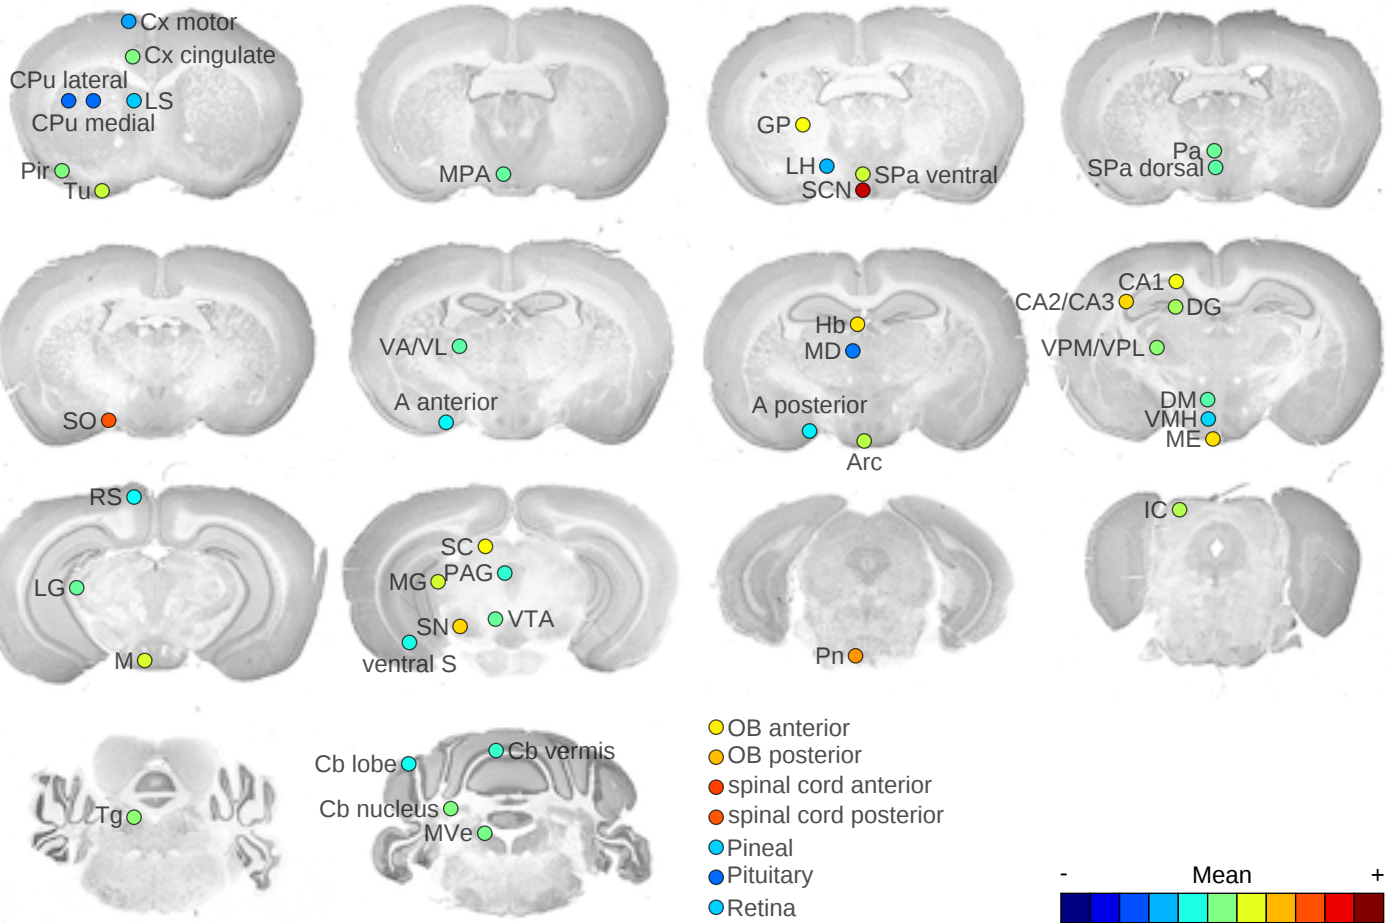 Cx motor
Cx cingulate
CPu lateral
LS
CPu medial
Pir
Tu
MPA
GP
LH
SPa ventral
SCN
Pa
SPa dorsal
SO
VA/VL
A anterior
Hb
MD
A posterior
Arc
CA1
CA2/CA3
DG
VPM/VPL
DM
VMH
ME
RS
LG
M
SC
PAG
MG
VTA
SN
ventral S
Pn
IC
Tg
Cb vermis
Cb lobe
Cb nucleus
MVe
OB anterior
OB posterior
spinal cord anterior
spinal cord posterior
Pineal
Pituitary
Retina
- Mean +